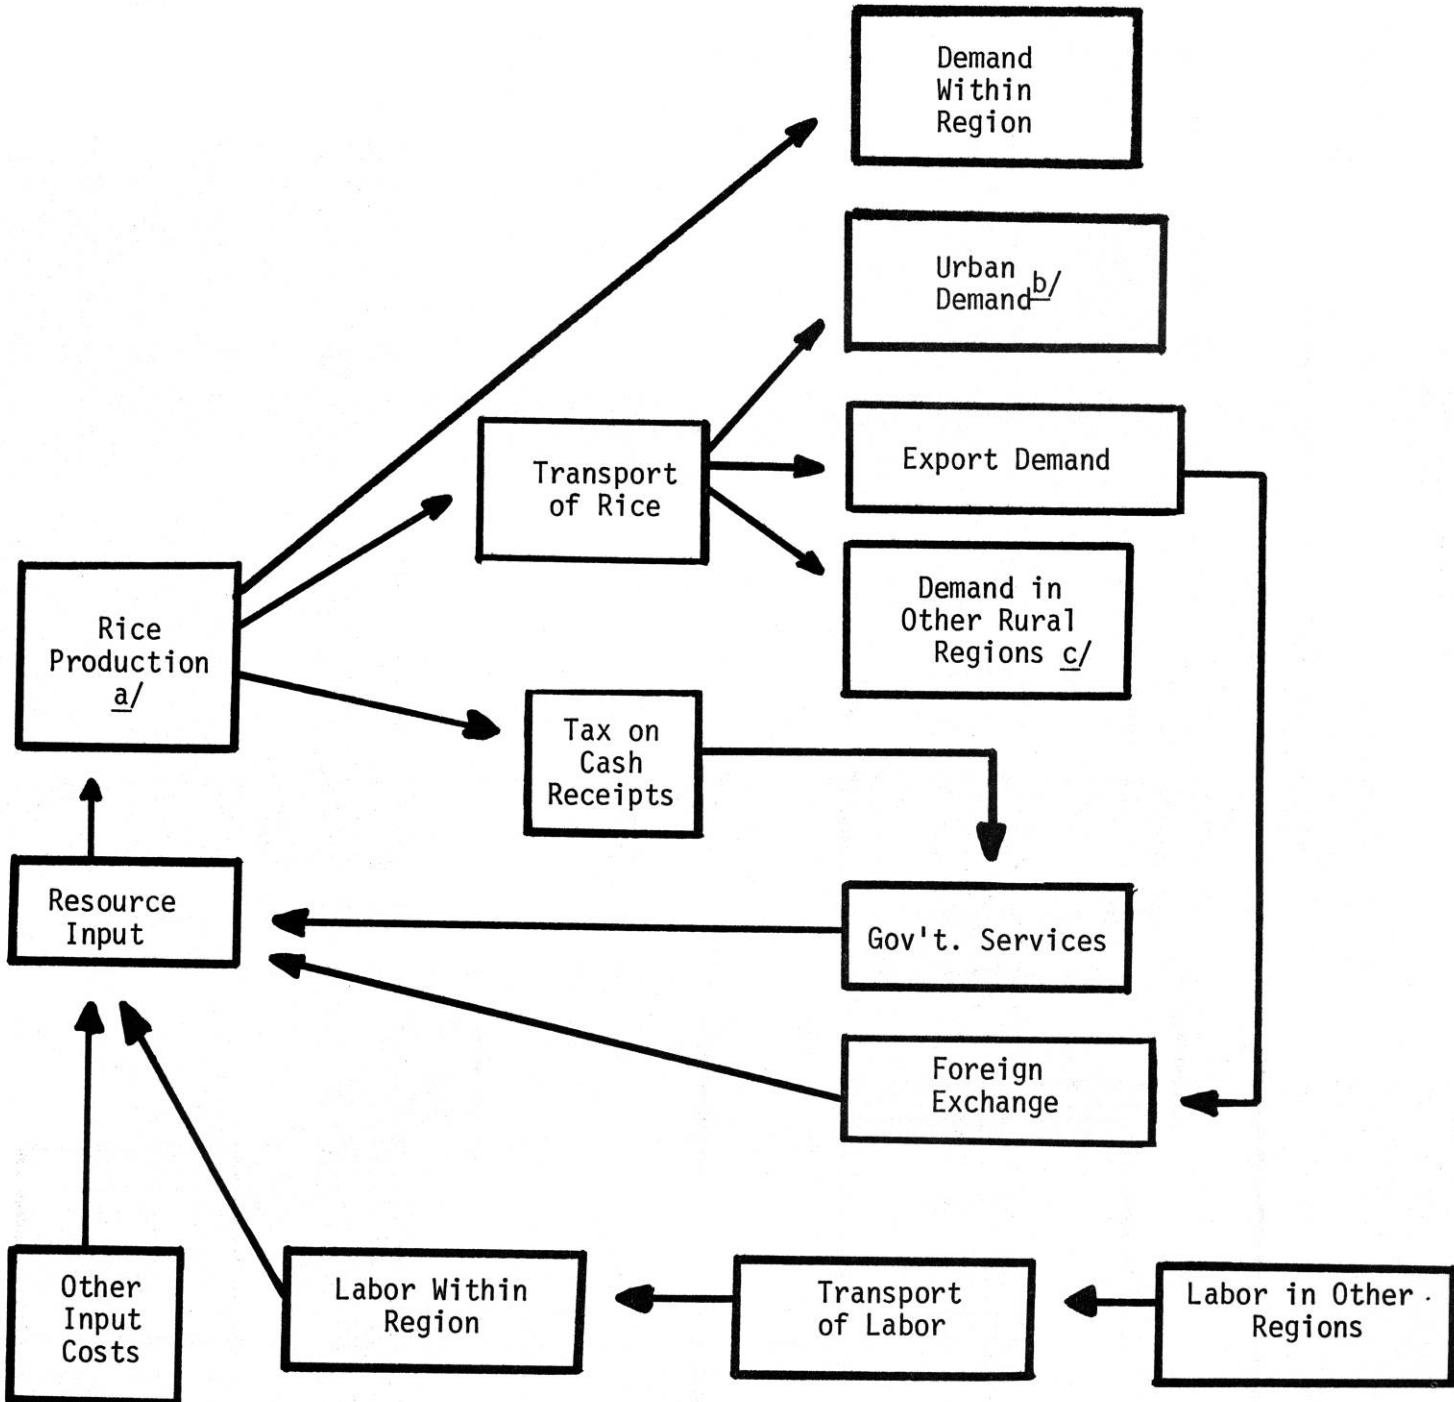 Demand
Within
Region
Urban
Demand b/
Export Demand
Transport
of Rice
Demand in
Other Rural
Regions c/
Rice
Production
a/
Tax on
Cash
Receipts
Resource
Input
Gov't. Services
Foreign
Exchange
Other
Input
Costs
Labor Within
Region
Transport
of Labor
Labor in Other
Regions